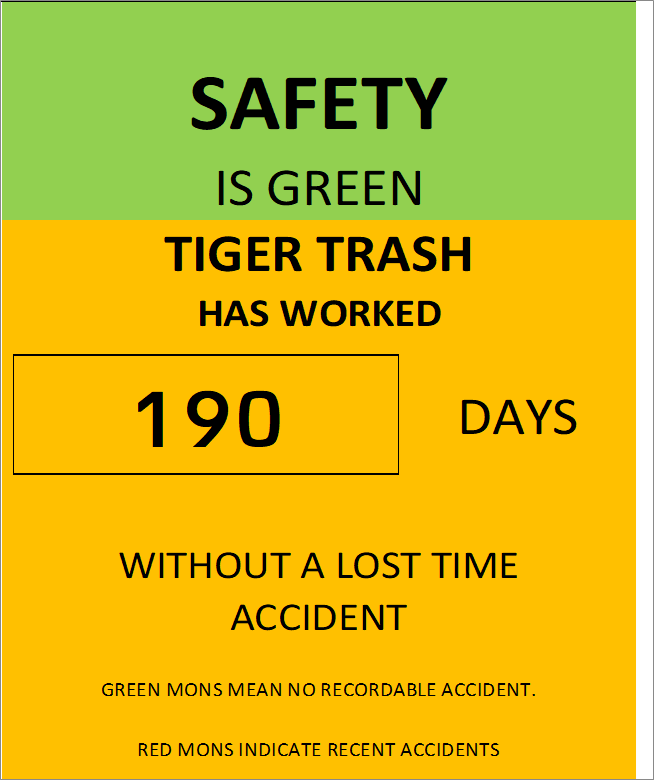 SAFETY
IS GREEN
TIGER TRASH
HAS WORKED
190 DAYS
WITHOUT A LOST TIME
ACCIDENT
GREEN MONS MEAN NO RECORDABLE ACCIDENT.
RED MONS INDICATE RECENT ACCIDENTS